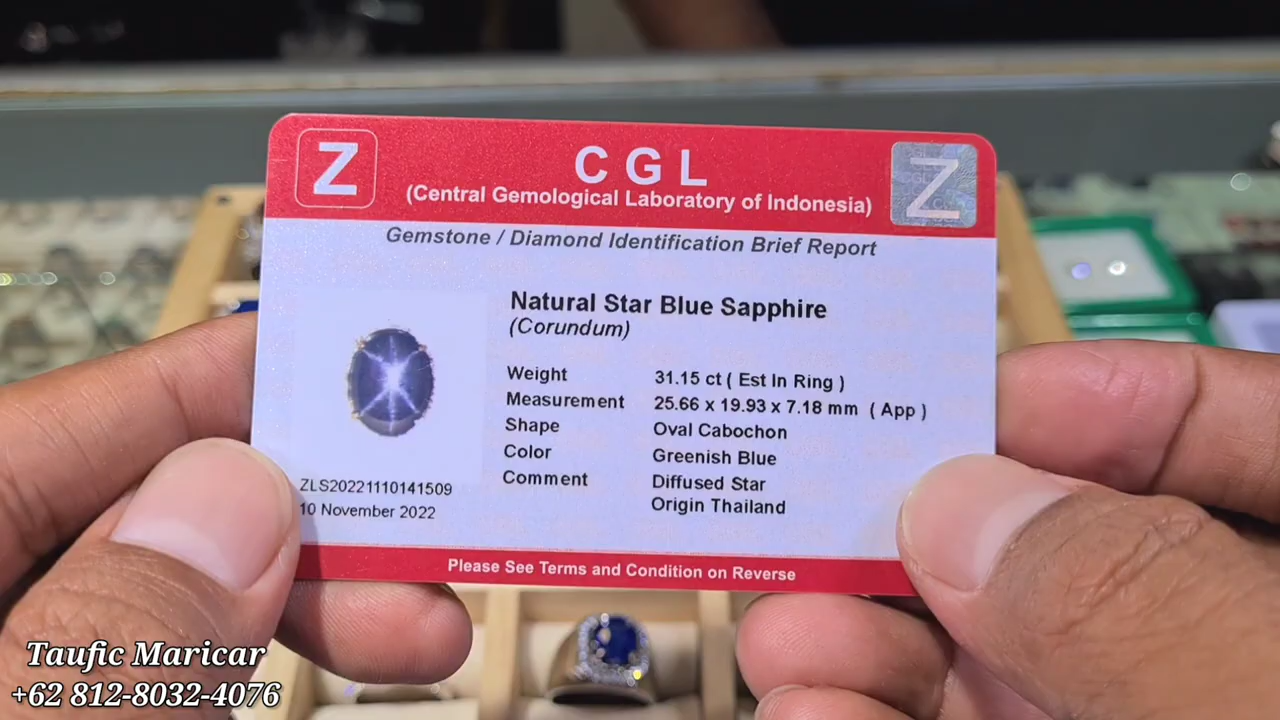 Z
C G L
Z
(Central Gemological Laboratory of Indonesia)
Gemstone / Diamond Identification Brief Report
Natural Star Blue Sapphire
(Corundum)
Weight 31.15 ct ( Est In Ring )
Measurement 25.66 x 19.93 x 7.18 mm ( App )
Shape Oval Cabochon
Color Greenish Blue
Comment Diffused Star
Origin Thailand
ZLS20221110141509
10 November 2022
Please See Terms and Condition on Reverse
Taufic Maricar
+62 812-8032-4076